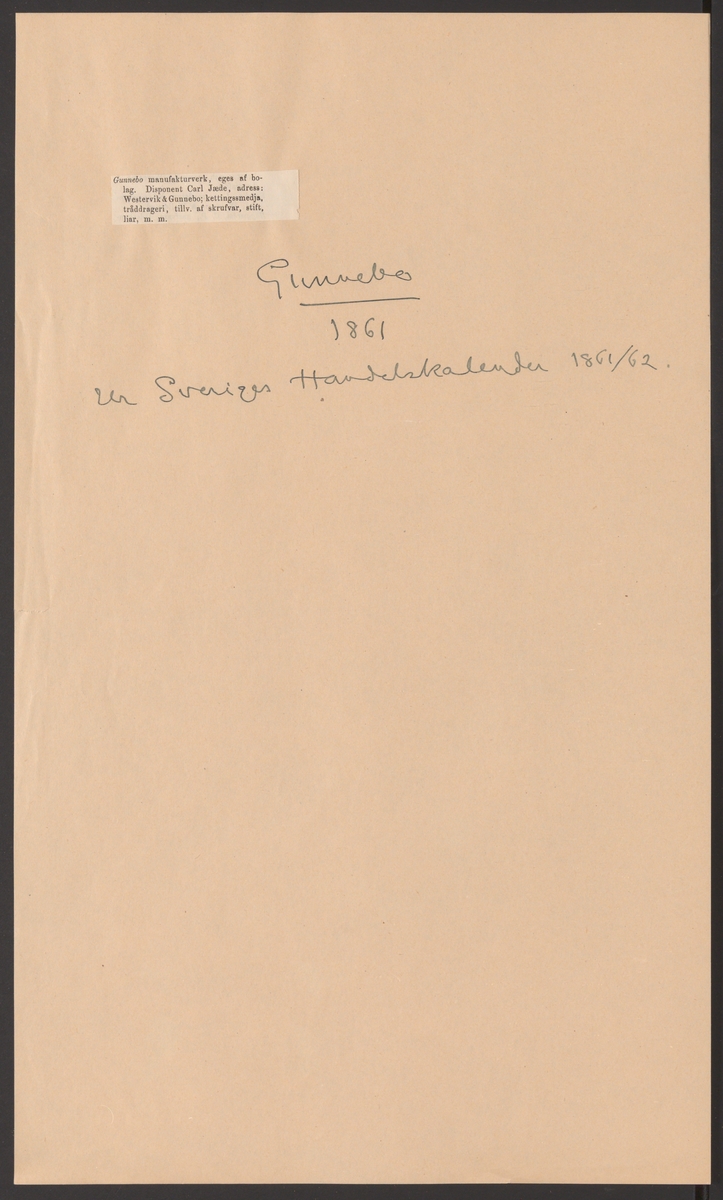 Gunnebo manufakturverk, eges af bo-
lag. Disponent Carl Jæde, adress:
Westervik & Gunnebo; kettingssmedja,
tråddrageri, tillv. af skrufvar, stift,
liar, m. m.
Gunnebo
1861
Ur Sveriges Handelskalender 1861/62.